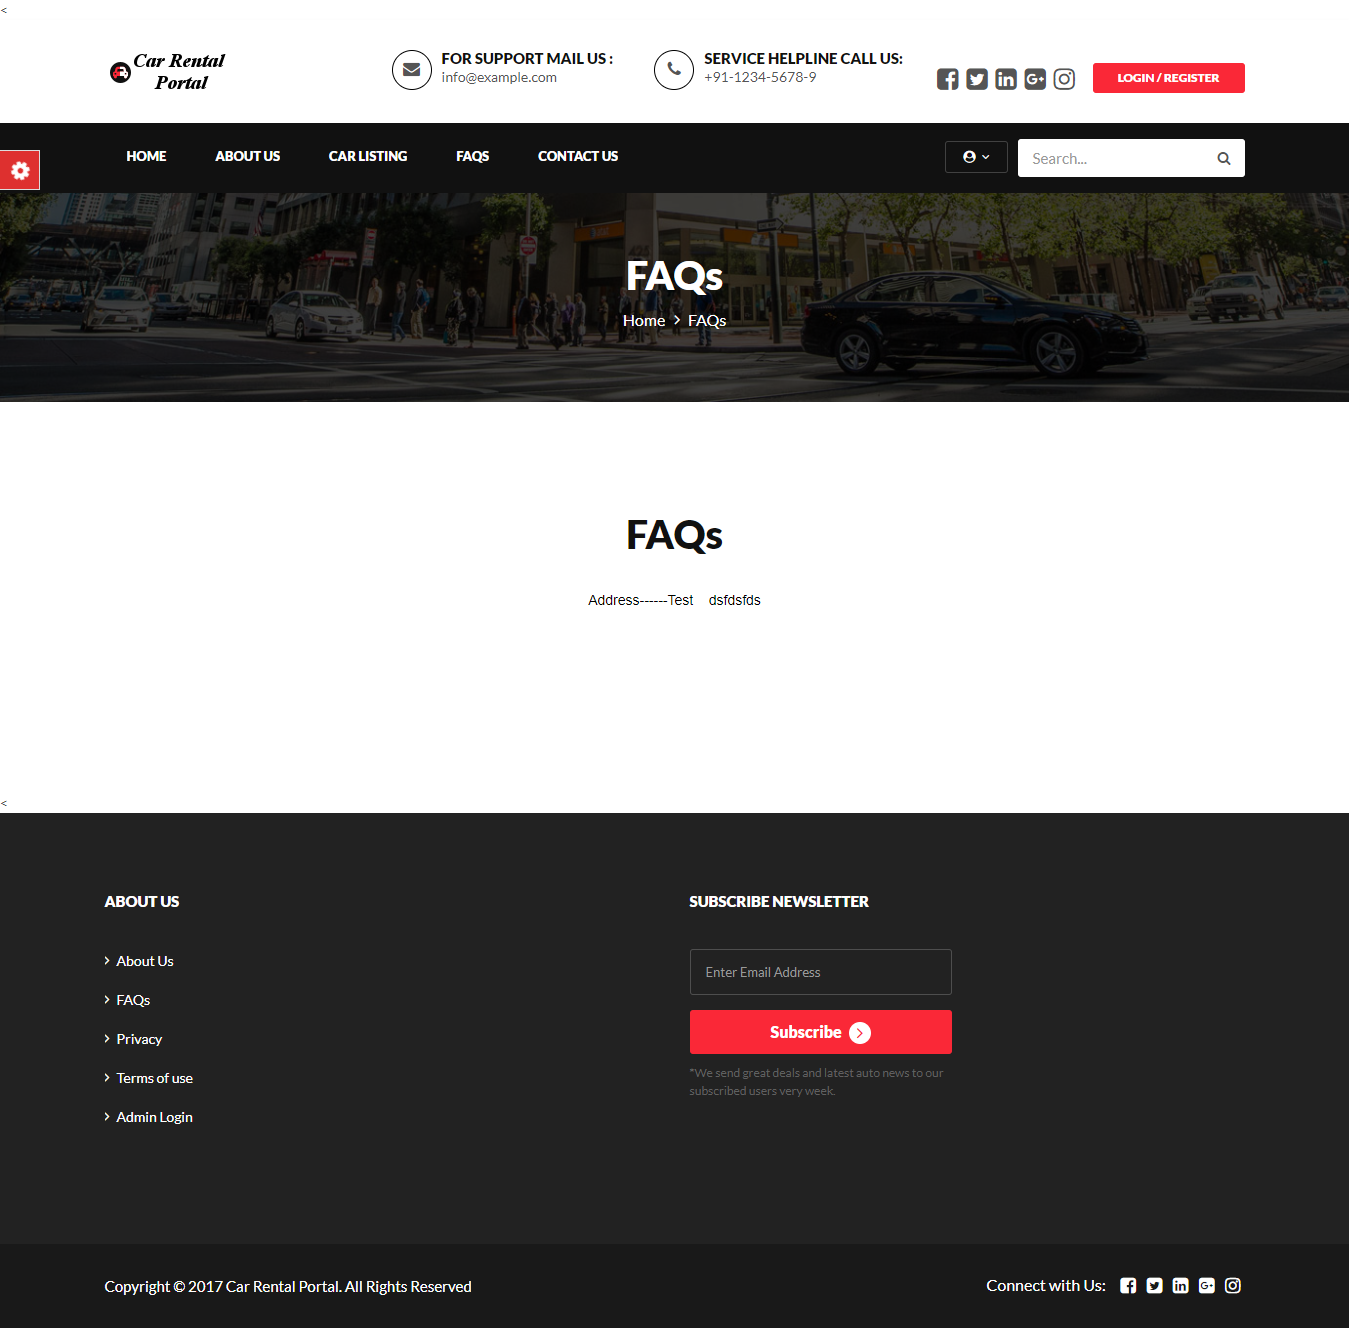 <
Car Rental
Portal
FOR SUPPORT MAIL US :
info@example.com
SERVICE HELPLINE CALL US:
+91-1234-5678-9
LOGIN / REGISTER
HOME
ABOUT US
CAR LISTING
FAQS
CONTACT US
Search...
FAQs
Home > FAQs
FAQs
Address------Test dsfdsfds
<
ABOUT US
About Us
FAQs
Privacy
Terms of use
Admin Login
SUBSCRIBE NEWSLETTER
Enter Email Address
Subscribe
*We send great deals and latest auto news to our
subscribed users very week.
Copyright © 2017 Car Rental Portal. All Rights Reserved
Connect with Us: